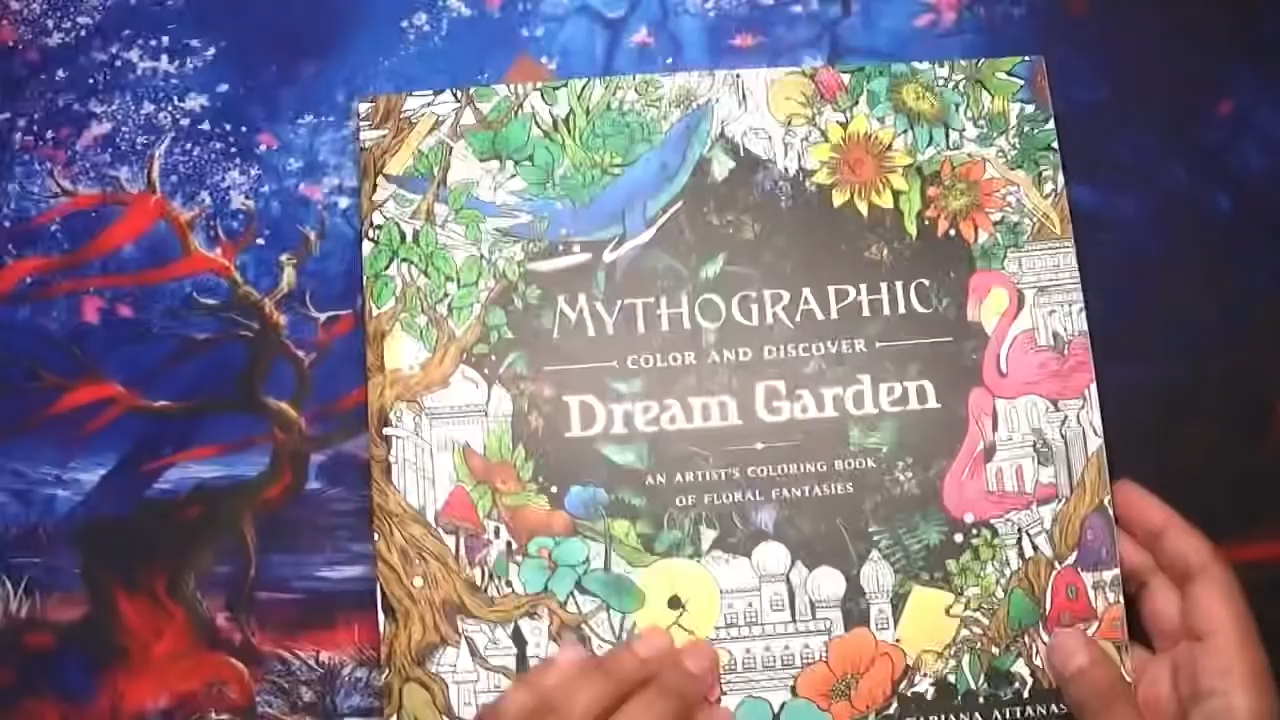 MYTHOGRAPHIC
COLOR AND DISCOVER
Dream Garden
AN ARTIST'S COLORING BOOK
OF FLORAL FANTASIES